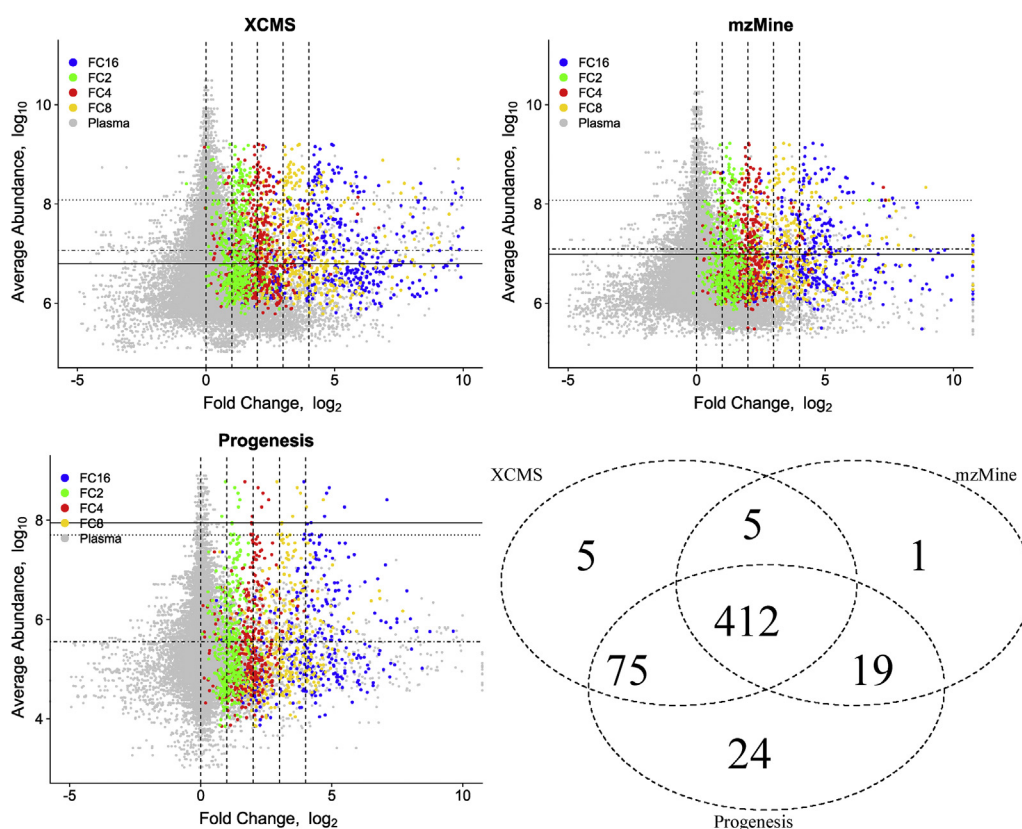 XCMS
FC16
FC2
FC4
FC8
Plasma
10
8
6
Average Abundance, log10
-5
0
5
10
Fold Change, log2
mzMine
FC16
FC2
FC4
FC8
Plasma
10
8
6
Average Abundance, log10
-5
0
5
10
Fold Change, log2
Progenesis
FC16
FC2
FC4
FC8
Plasma
8
6
4
Average Abundance, log10
-5
0
5
10
Fold Change, log2
XCMS
mzMine
5
5
1
412
75
19
24
Progenesis